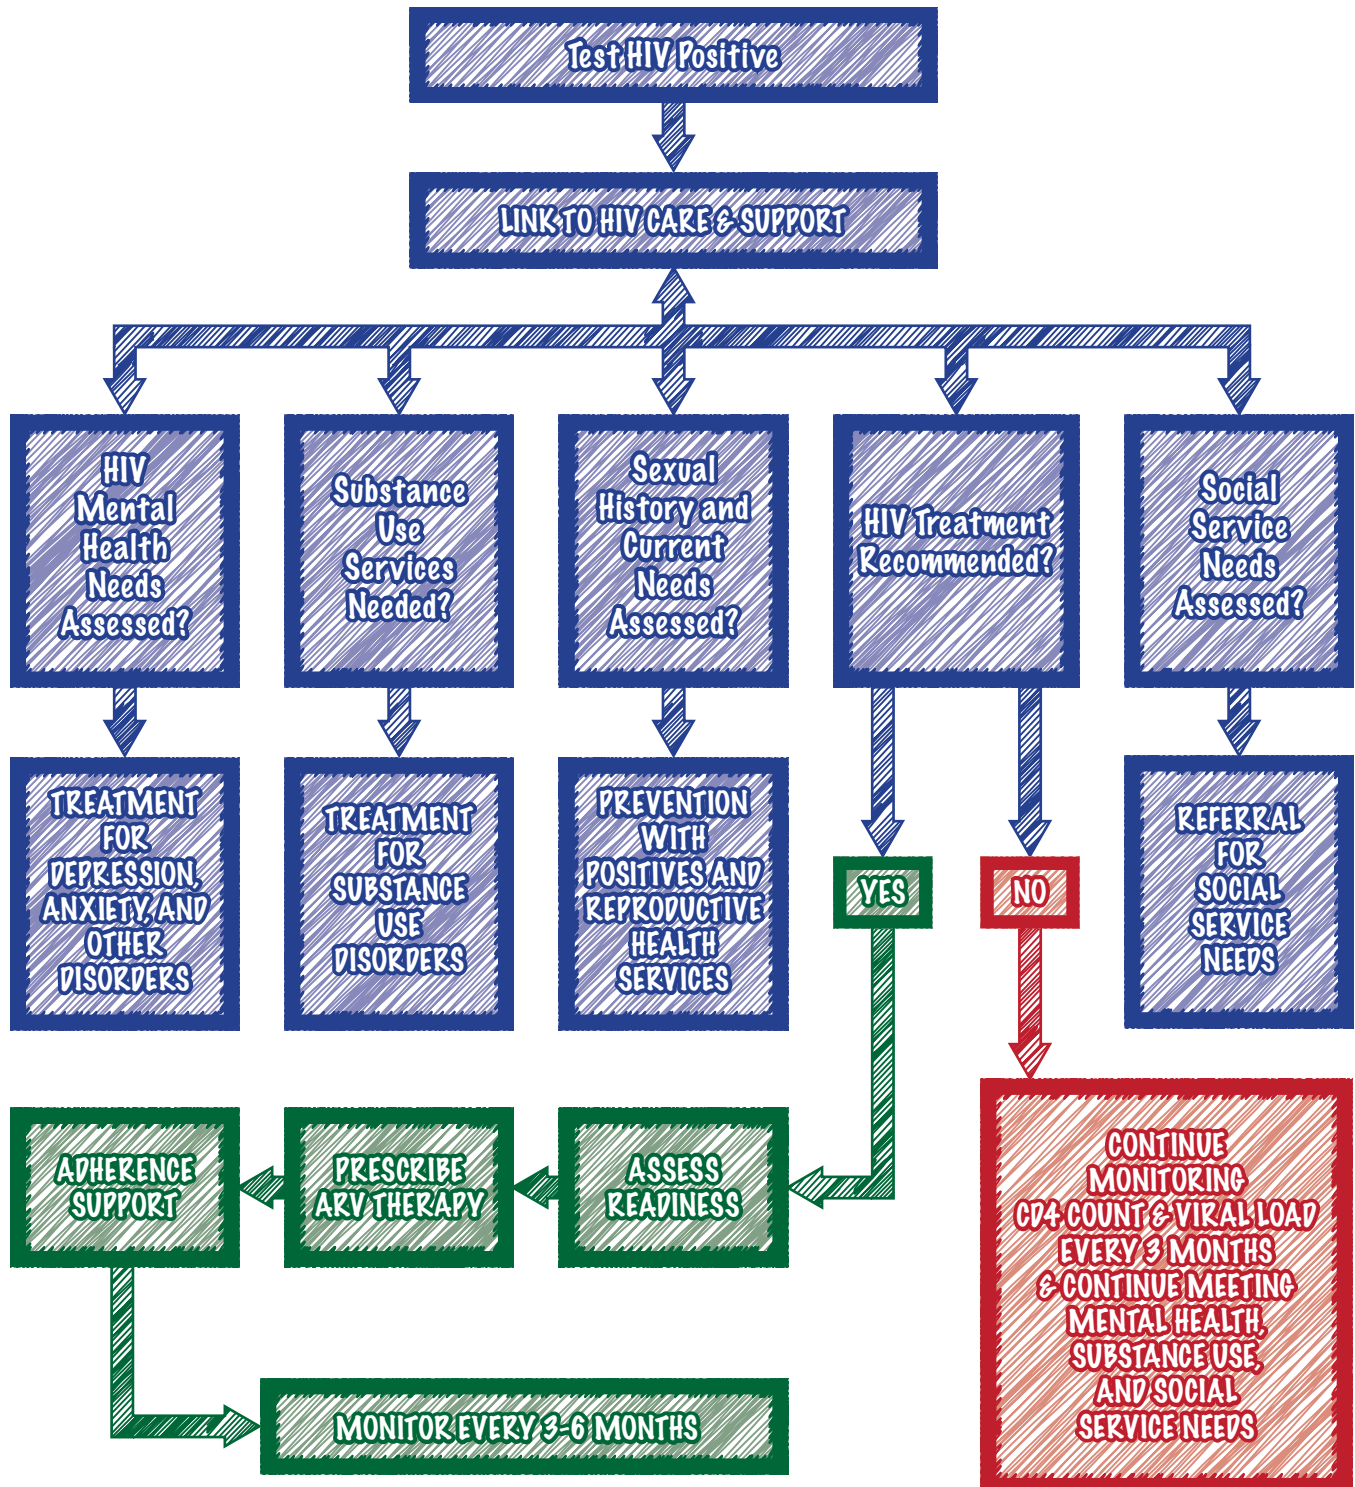 Test HIV Positive
LINK TO HIV CARE & SUPPORT
HIV
Mental
Health
Needs
Assessed?
Substance
Use
Services
Needed?
Sexual
History and
Current
Needs
Assessed?
HIV Treatment
Recommended?
Social
Service
Needs
Assessed?
TREATMENT
FOR
DEPRESSION,
ANXIETY, AND
OTHER
DISORDERS
TREATMENT
FOR
SUBSTANCE
USE
DISORDERS
PREVENTION
WITH
POSITIVES AND
REPRODUCTIVE
HEALTH
SERVICES
YES
NO
REFERRAL
FOR
SOCIAL
SERVICE
NEEDS
ADHERENCE
SUPPORT
PRESCRIBE
ARV THERAPY
ASSESS
READINESS
CONTINUE
MONITORING
CD4 COUNT & VIRAL LOAD
EVERY 3 MONTHS
& CONTINUE MEETING
MENTAL HEALTH,
SUBSTANCE USE,
AND SOCIAL
SERVICE NEEDS
MONITOR EVERY 3-6 MONTHS